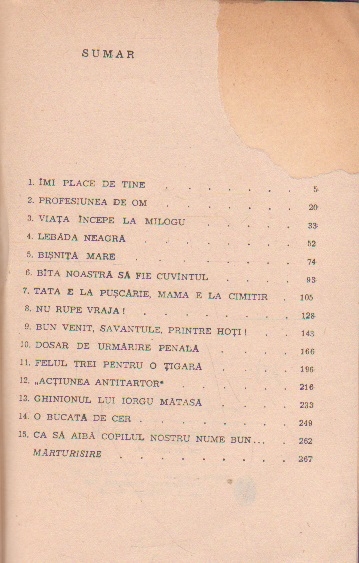 SUMAR
1. ÎMI PLACE DE TINE . . . . . . . 5
2. PROFESIUNEA DE OM . . . . . . . 20
3. VIAȚA ÎNCEPE LA MILOGU . . . . . 33
4. LEBĂDA NEAGRĂ . . . . . . . 52
5. BIȘNIȚĂ MARE . . . . . . . 74
6. BÎTA NOASTRĂ SĂ FIE CUVÎNTUL . . . . 93
7. TATA E LA PUȘCĂRIE, MAMA E LA CIMITIR . 105
8. NU RUPE VRAJA! . . . . . . . 128
9. BUN VENIT, SAVANTULE, PRINTRE HOȚI! . . 143
10. DOSAR DE URMĂRIRE PENALĂ . . . . 166
11. FELUL TREI PENTRU O ȚIGARĂ . . . . 196
12. „ACȚIUNEA ANTITARTOR" . . . . . 216
13. GHINIONUL LUI IORGU MĂTASĂ . . . . 233
14. O BUCATĂ DE CER . . . . . . . 249
15. CA SĂ AIBĂ COPILUL NOSTRU NUME BUN... . 262
MĂRTURISIRE . . . . . . . . 267